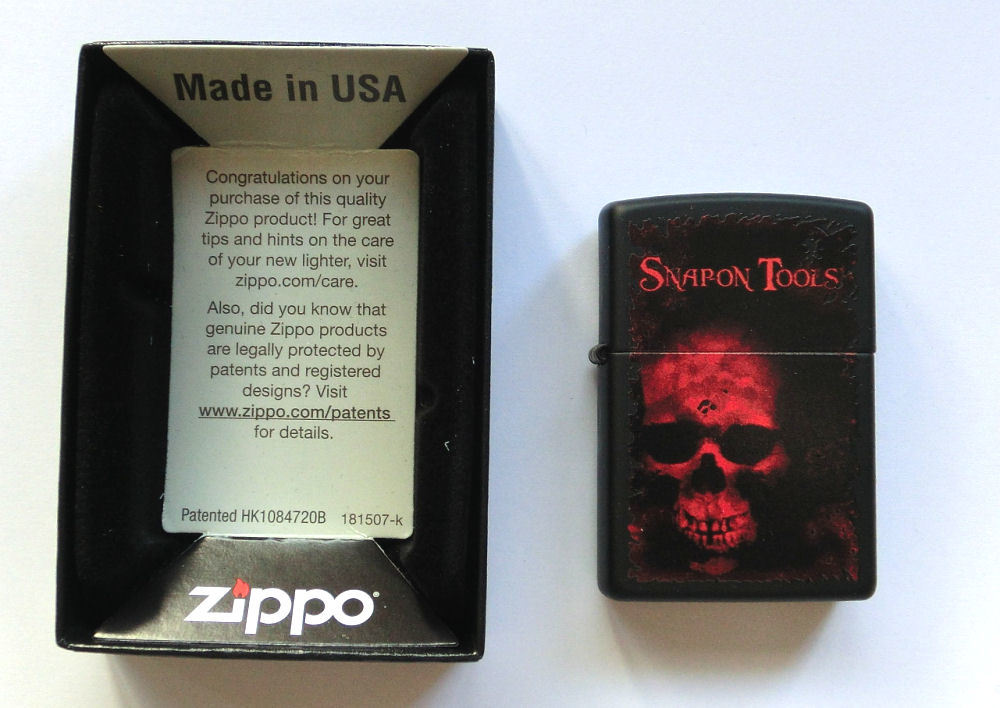 Made in USA
Congratulations on your
purchase of this quality
Zippo product! For great
tips and hints on the care
of your new lighter, visit
zippo.com/care.
Also, did you know that
genuine Zippo products
are legally protected by
patents and registered
designs? Visit
www.zippo.com/patents
for details.
Patented HK1084720B 181507-k
zippo®
SNAP-ON TOOLS